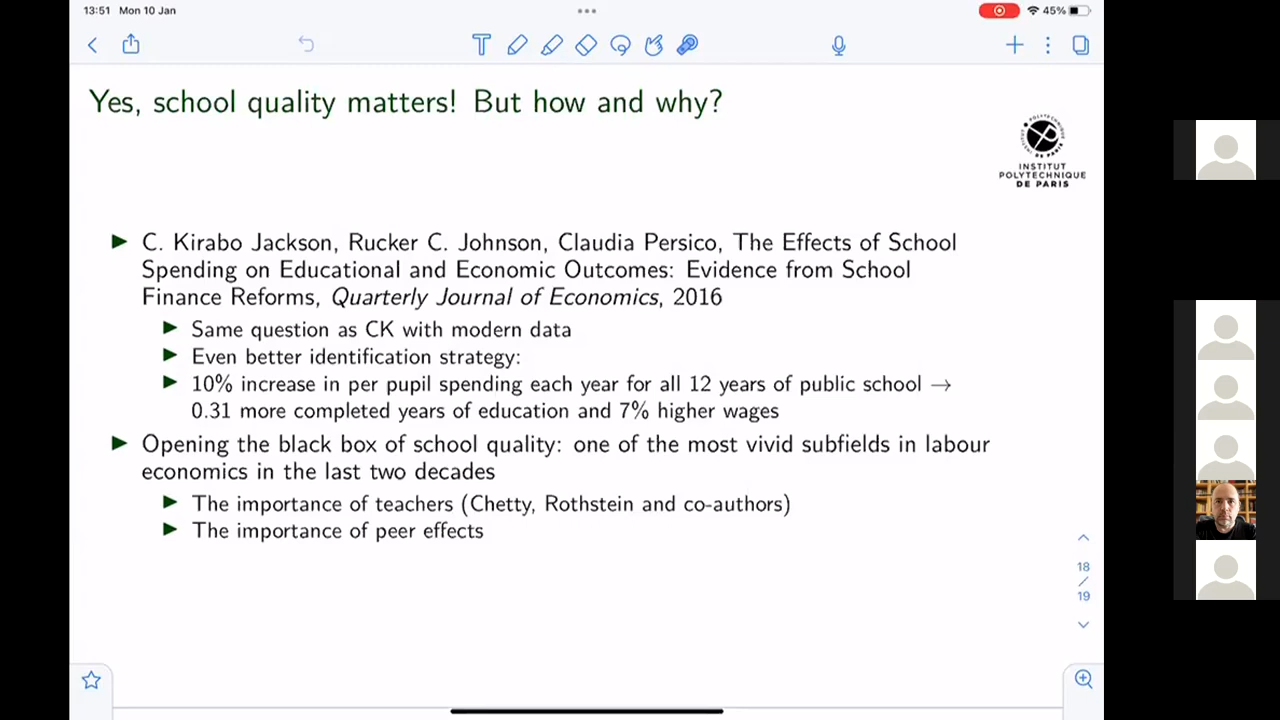 13:51 Mon 10 Jan
45%
Yes, school quality matters! But how and why?
INSTITUT
POLYTECHNIQUE
DE PARIS
C. Kirabo Jackson, Rucker C. Johnson, Claudia Persico, The Effects of School
Spending on Educational and Economic Outcomes: Evidence from School
Finance Reforms, Quarterly Journal of Economics, 2016
Same question as CK with modern data
Even better identification strategy:
10% increase in per pupil spending each year for all 12 years of public school →
0.31 more completed years of education and 7% higher wages
Opening the black box of school quality: one of the most vivid subfields in labour
economics in the last two decades
The importance of teachers (Chetty, Rothstein and co-authors)
The importance of peer effects
18
/
19